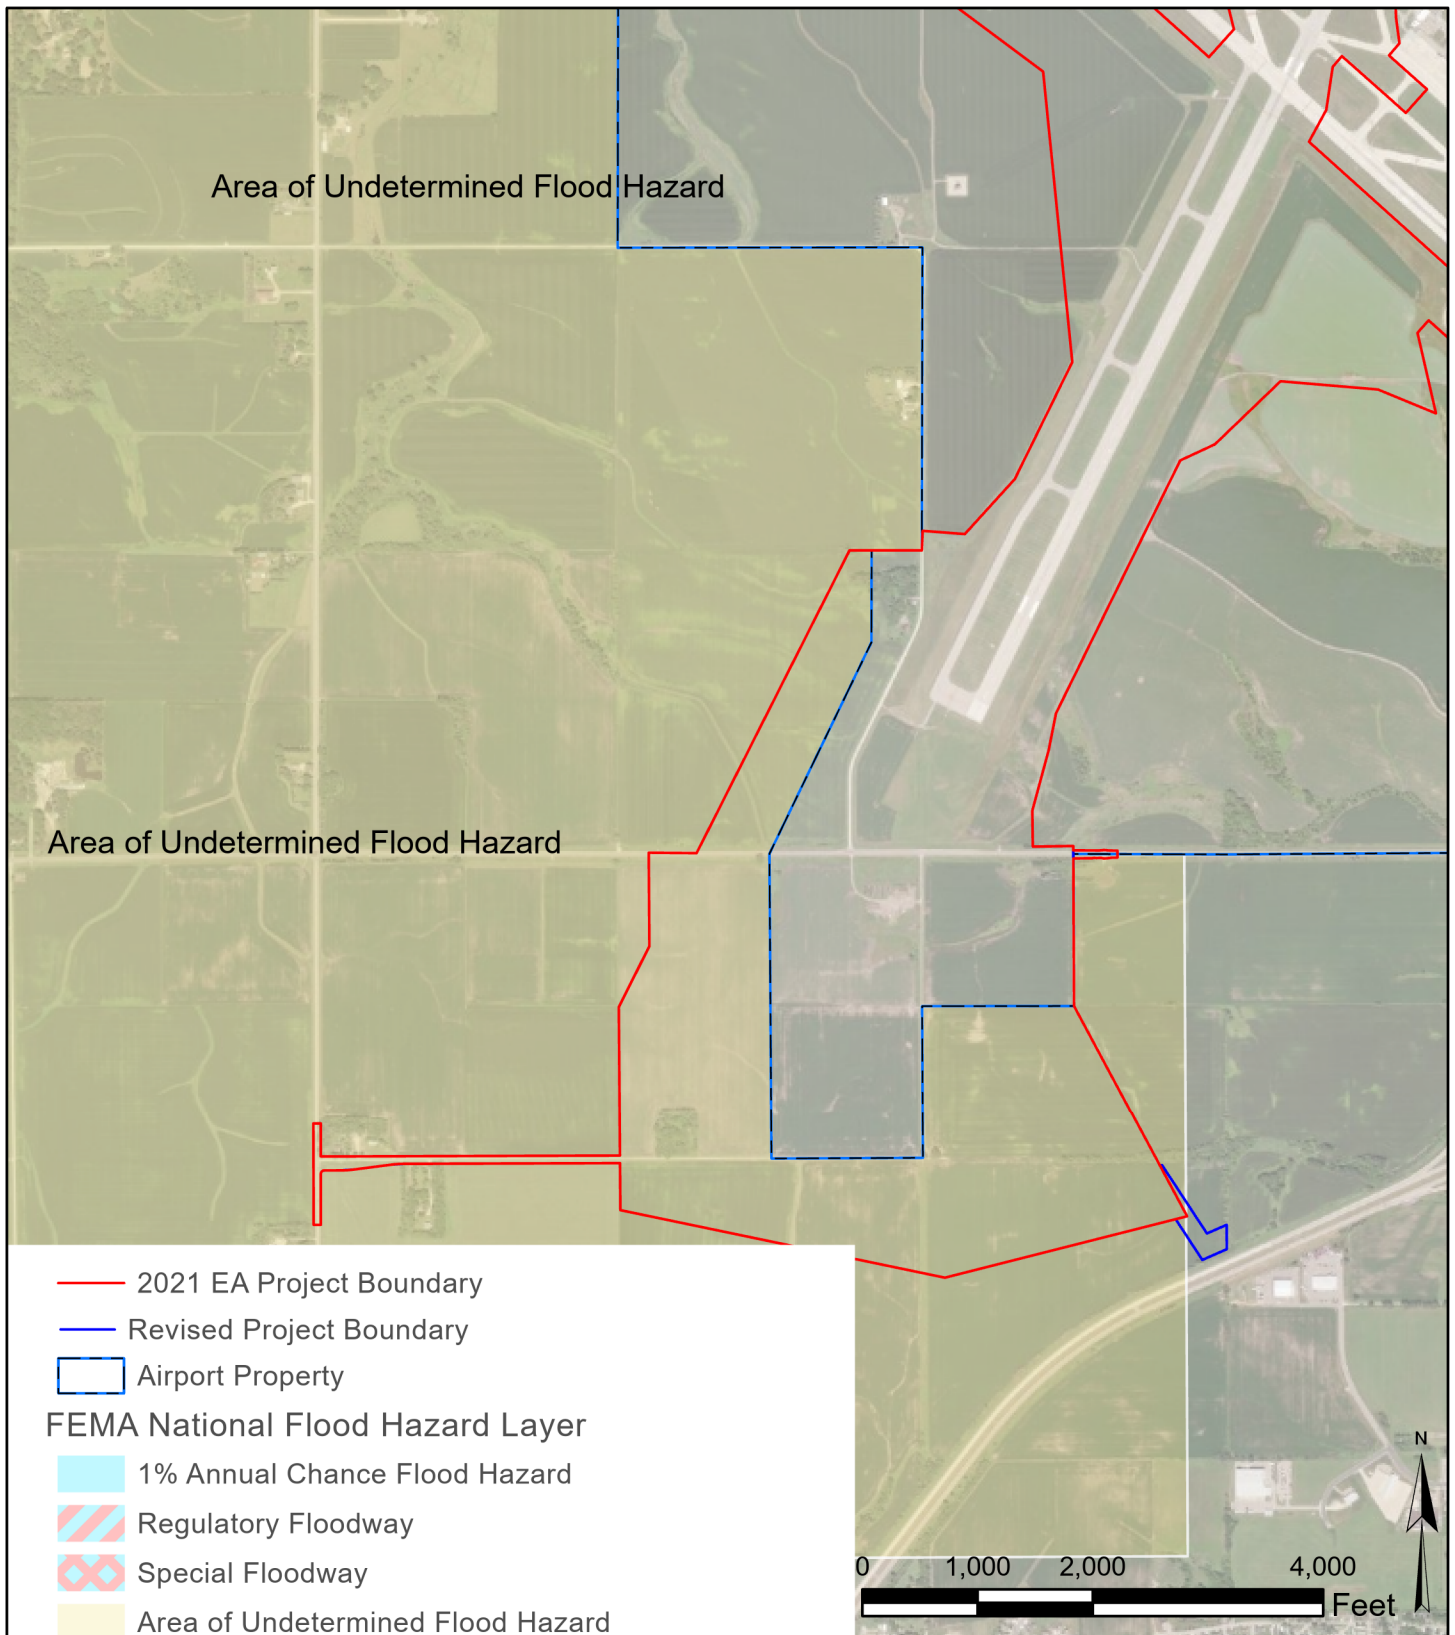 Area of Undetermined Flood Hazard
Area of Undetermined Flood Hazard
2021 EA Project Boundary
Revised Project Boundary
Airport Property
FEMA National Flood Hazard Layer
1% Annual Chance Flood Hazard
Regulatory Floodway
Special Floodway
Area of Undetermined Flood Hazard
N
0 1,000 2,000 4,000
Feet